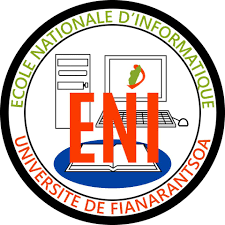 ECOLE NATIONALE D'INFORMATIQUE
ENI
UNIVERSITE DE FIANARANTSOA